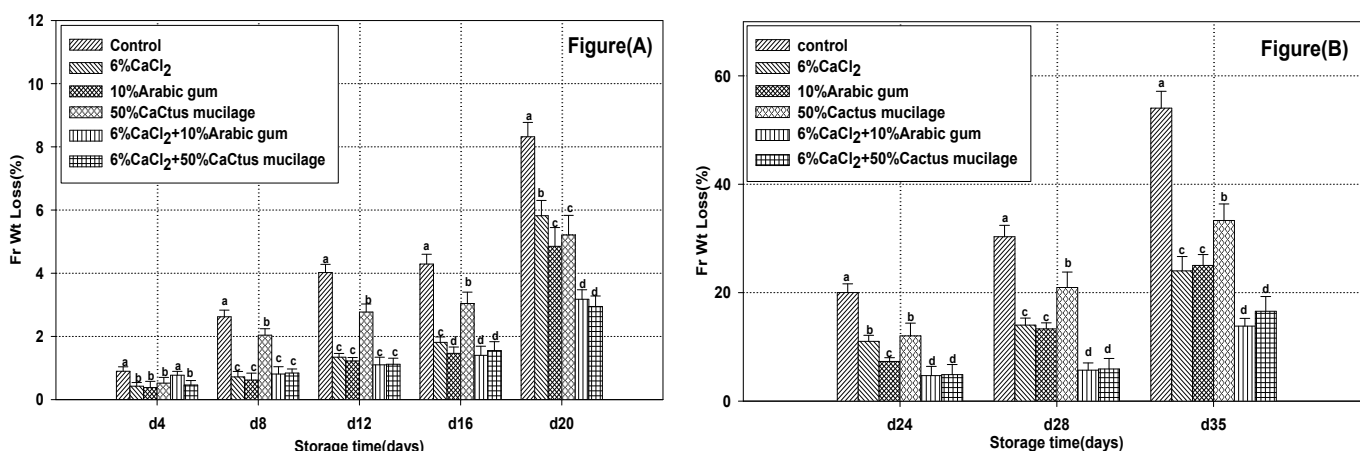 Figure(A)
Fr Wt Loss(%)
12
10
8
6
4
2
0
Control
6%CaCl2
10%Arabic gum
50%CaCtus mucilage
6%CaCl2+10%Arabic gum
6%CaCl2+50%CaCtus mucilage
a b b b a b
a c c b c c
a c c b c c
a c d b d d
a b c c d d
d4 d8 d12 d16 d20
Storage time(days)
Figure(B)
Fr Wt Loss(%)
60
40
20
0
control
6%CaCl2
10%Arabic gum
50%Cactus mucilage
6%CaCl2+10%Arabic gum
6%CaCl2+50%Cactus mucilage
a b c b d d
a c c b d d
a c c b d d
d24 d28 d35
Storage time(days)